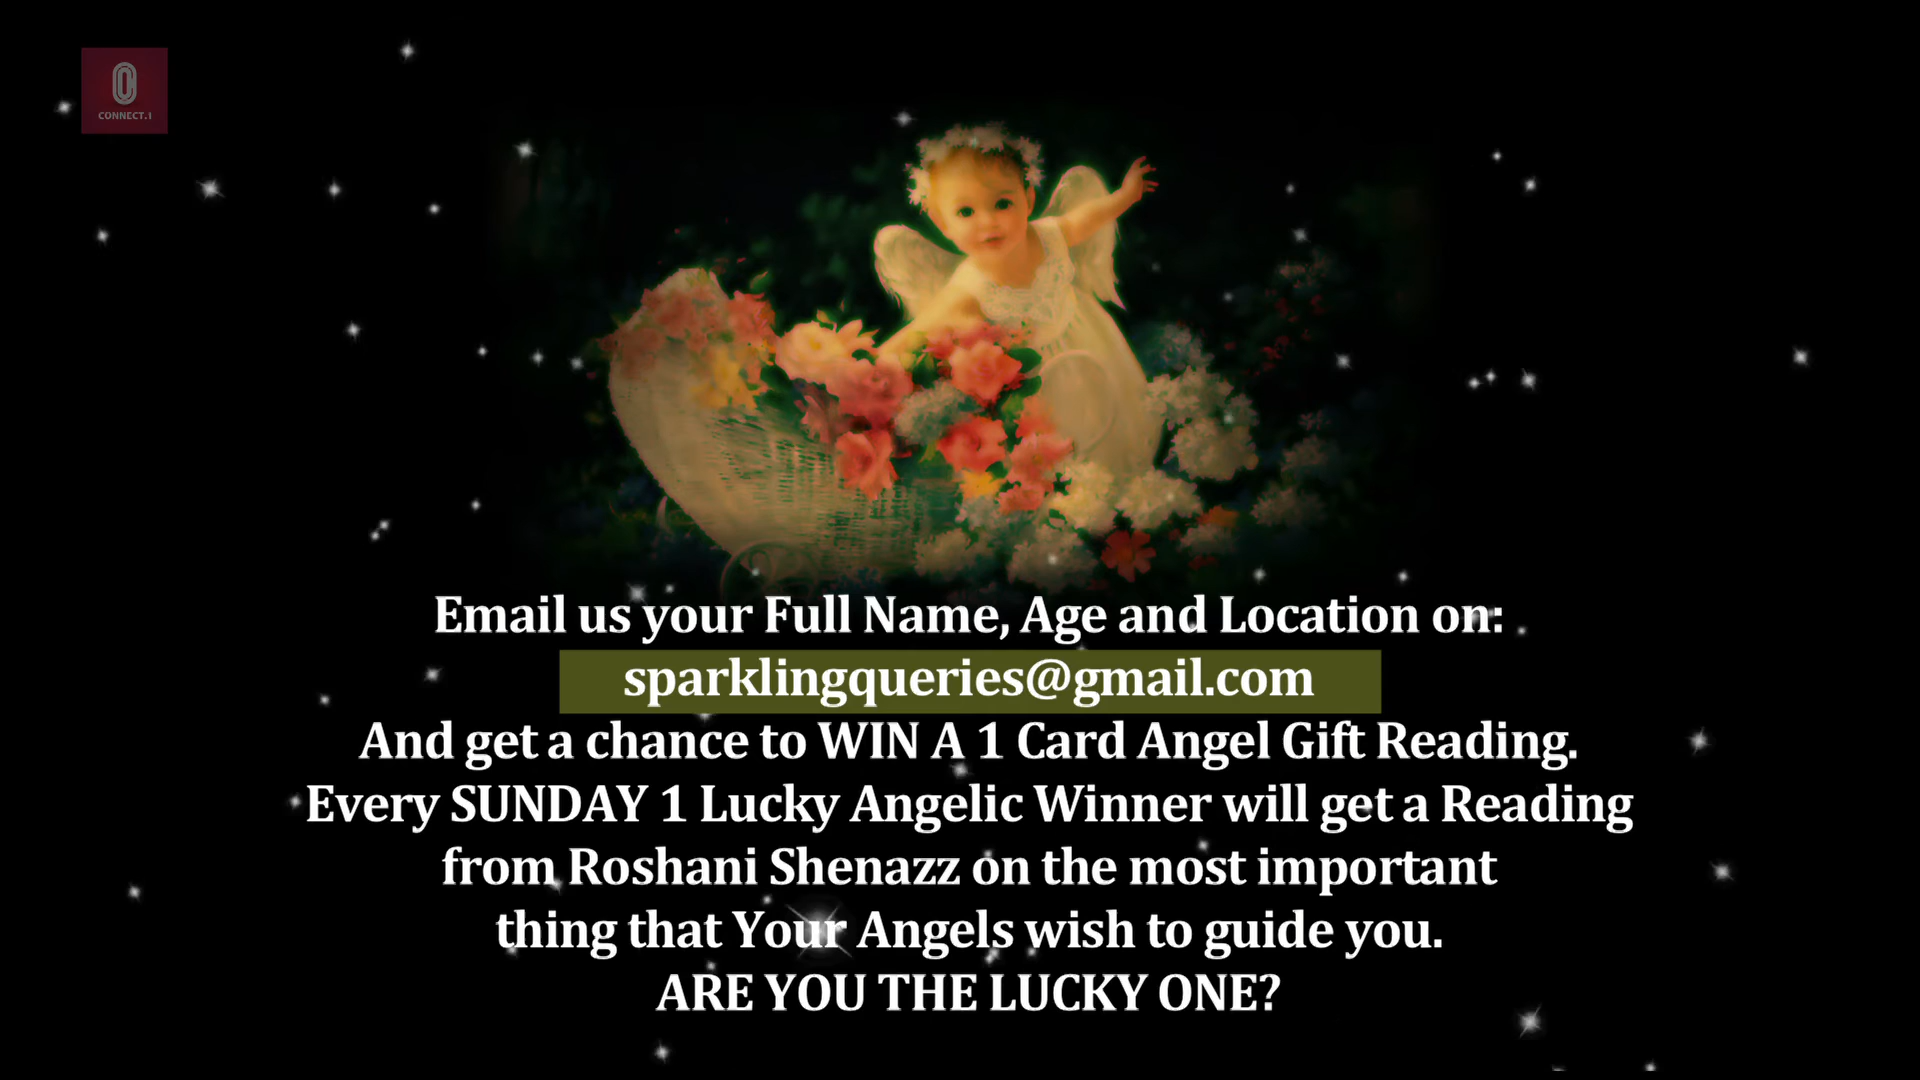 CONNECT.1
Email us your Full Name, Age and Location on:
sparklingqueries@gmail.com
And get a chance to WIN A 1 Card Angel Gift Reading.
Every SUNDAY 1 Lucky Angelic Winner will get a Reading
from Roshani Shenazz on the most important
thing that Your Angels wish to guide you.
ARE YOU THE LUCKY ONE?